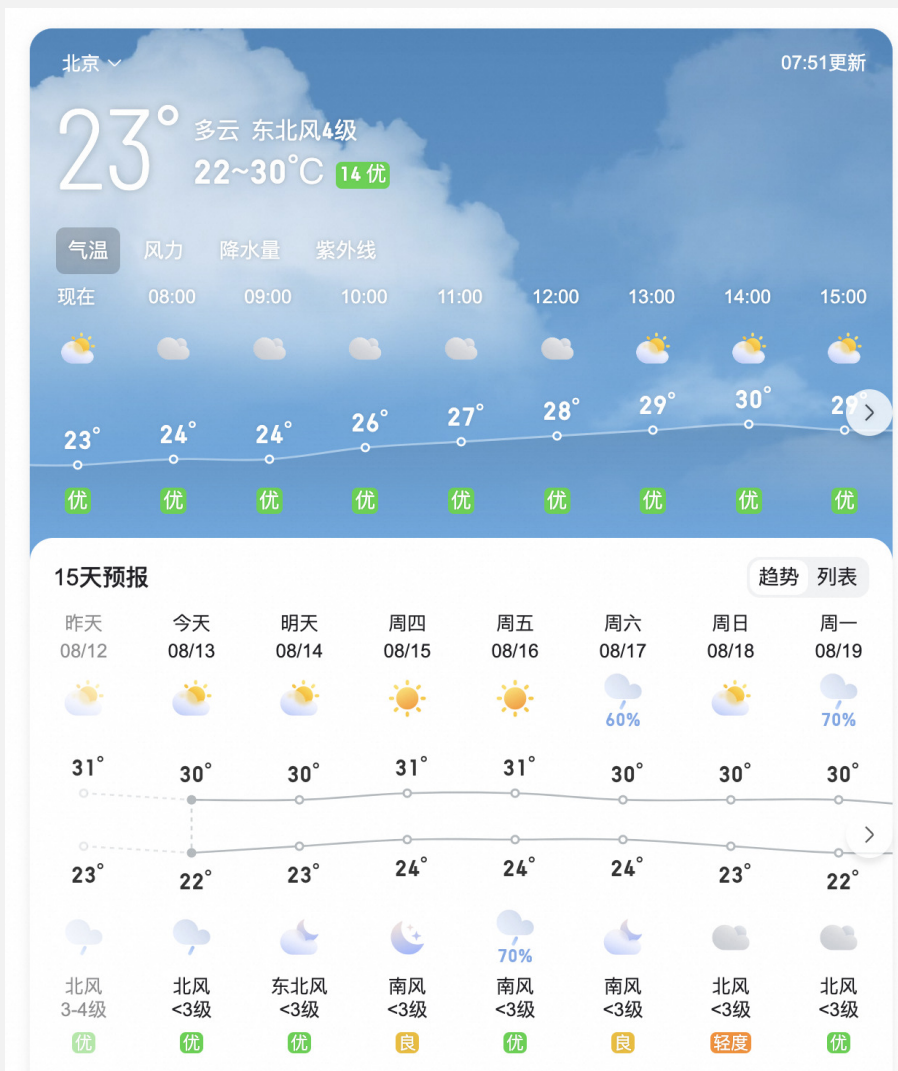 北京 07:51更新
23° 多云 东北风4级
22~30℃ 14 优
气温 风力 降水量 紫外线
现在 08:00 09:00 10:00 11:00 12:00 13:00 14:00 15:00
23° 24° 24° 26° 27° 28° 29° 30° 29°
优 优 优 优 优 优 优 优 优
15天预报 趋势 列表
昨天 今天 明天 周四 周五 周六 周日 周一
08/12 08/13 08/14 08/15 08/16 08/17 08/18 08/19
60% 70%
31° 30° 30° 31° 31° 30° 30° 30°
23° 22° 23° 24° 24° 24° 23° 22°
70%
北风 北风 东北风 南风 南风 南风 北风 北风
3-4级 <3级 <3级 <3级 <3级 <3级 <3级 <3级
优 优 优 良 优 良 轻度 优